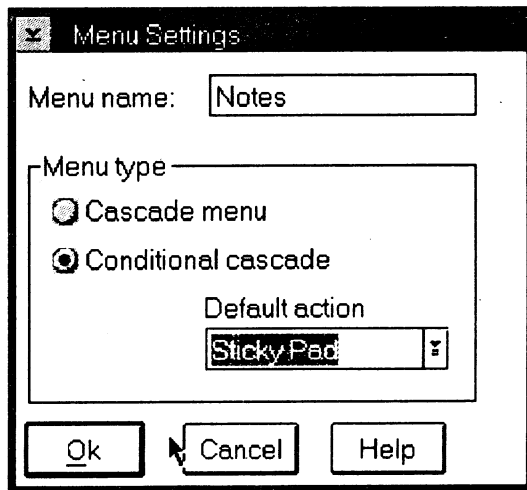 Menu Settings
Menu name: Notes
Menu type
Cascade menu
Conditional cascade
Default action
Sticky Pad
Ok Cancel Help